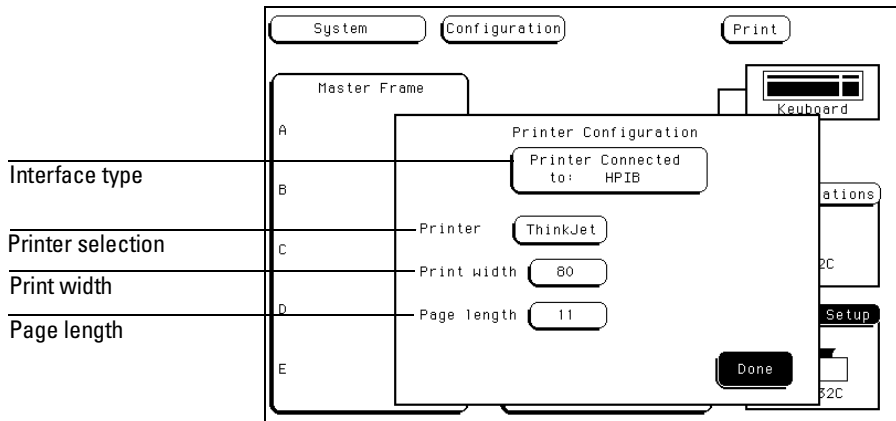 System
Configuration
Print
Master Frame
Keyboard
A
Printer Configuration
Printer Connected
to: HPIB
Interface type
B
ations
Printer
ThinkJet
Printer selection
C
2C
Print width
80
Print width
D
Page length
11
Setup
Page length
E
Done
32C